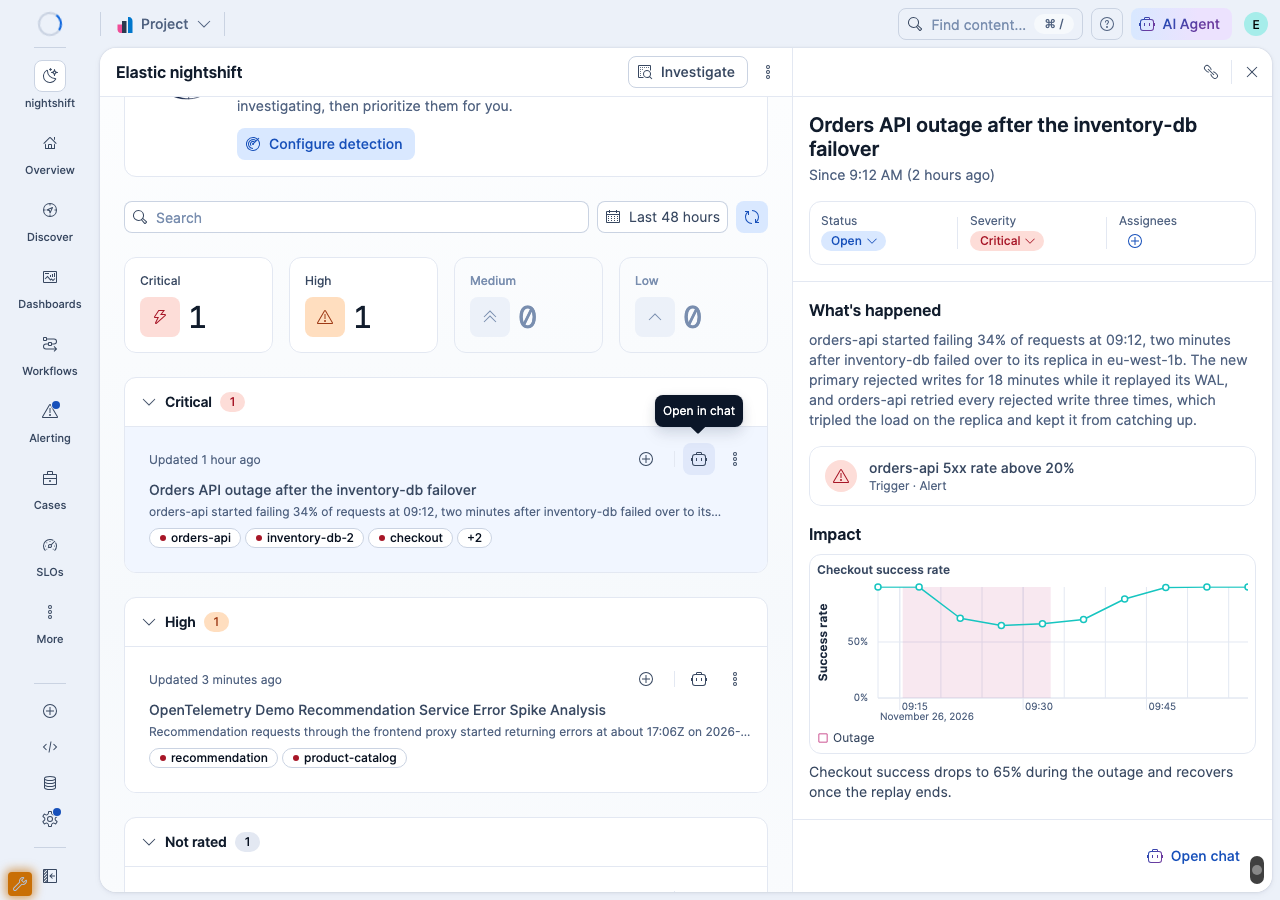 Project
Find content...
⌘ /
AI Agent
E
nightshift
Overview
Discover
Dashboards
Workflows
Alerting
Cases
SLOs
More
Elastic nightshift
Investigate
investigating, then prioritize them for you.
Configure detection
Search
Last 48 hours
Critical
1
High
1
Medium
0
Low
0
Critical 1
Open in chat
Updated 1 hour ago
Orders API outage after the inventory-db failover
orders-api started failing 34% of requests at 09:12, two minutes after inventory-db failed over to its...
orders-api
inventory-db-2
checkout
+2
High 1
Updated 3 minutes ago
OpenTelemetry Demo Recommendation Service Error Spike Analysis
Recommendation requests through the frontend proxy started returning errors at about 17:06Z on 2026-...
recommendation
product-catalog
Not rated 1
Orders API outage after the inventory-db
failover
Since 9:12 AM (2 hours ago)
Status
Open
Severity
Critical
Assignees
What's happened
orders-api started failing 34% of requests at 09:12, two minutes
after inventory-db failed over to its replica in eu-west-1b. The new
primary rejected writes for 18 minutes while it replayed its WAL,
and orders-api retried every rejected write three times, which
tripled the load on the replica and kept it from catching up.
orders-api 5xx rate above 20%
Trigger · Alert
Impact
Checkout success rate
Success rate
50%
0%
09:15
09:30
09:45
November 26, 2026
Outage
Checkout success drops to 65% during the outage and recovers
once the replay ends.
Open chat